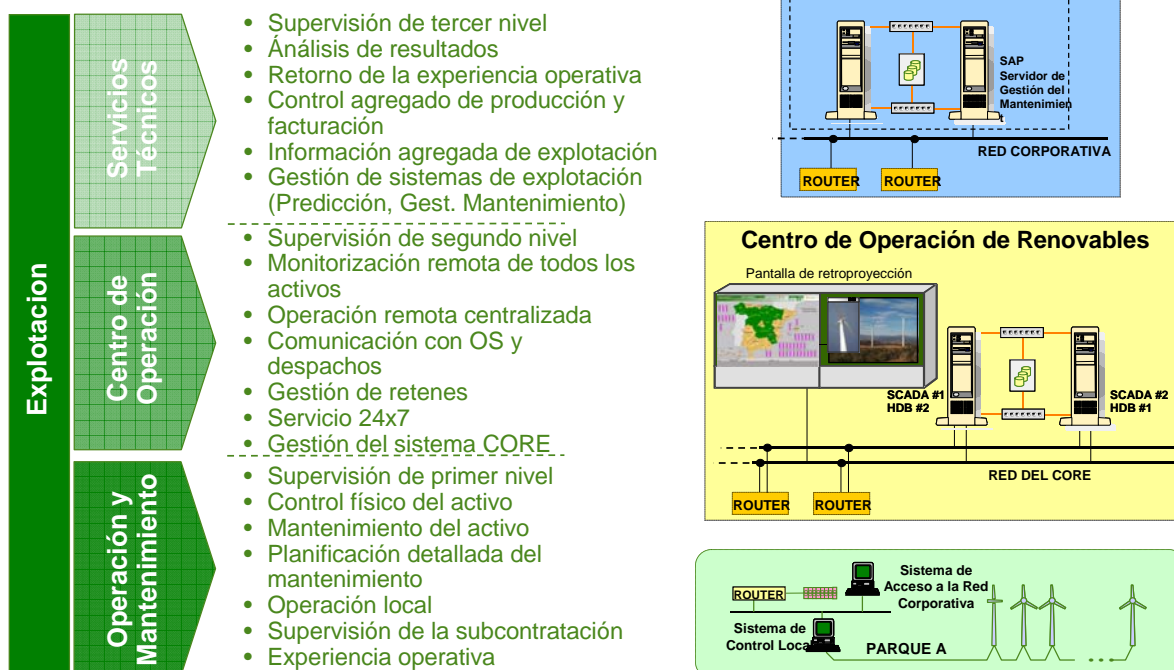 Explotacion
Servicios
Técnicos
• Supervisión de tercer nivel
• Ánálisis de resultados
• Retorno de la experiencia operativa
• Control agregado de producción y
facturación
• Información agregada de explotación
• Gestión de sistemas de explotación
(Predicción, Gest. Mantenimiento)
Centro de
Operación
• Supervisión de segundo nivel
• Monitorización remota de todos los
activos
• Operación remota centralizada
• Comunicación con OS y
despachos
• Gestión de retenes
• Servicio 24x7
• Gestión del sistema CORE
Operación y
Mantenimiento
• Supervisión de primer nivel
• Control físico del activo
• Mantenimiento del activo
• Planificación detallada del
mantenimiento
• Operación local
• Supervisión de la subcontratación
• Experiencia operativa
SAP
Servidor de
Gestión del
Mantenimien
t
RED CORPORATIVA
ROUTER
ROUTER
Centro de Operación de Renovables
Pantalla de retroproyección
SCADA #1
HDB #2
SCADA #2
HDB #1
RED DEL CORE
ROUTER
ROUTER
Sistema de
Acceso a la Red
Corporativa
ROUTER
Sistema de
Control Local
PARQUE A